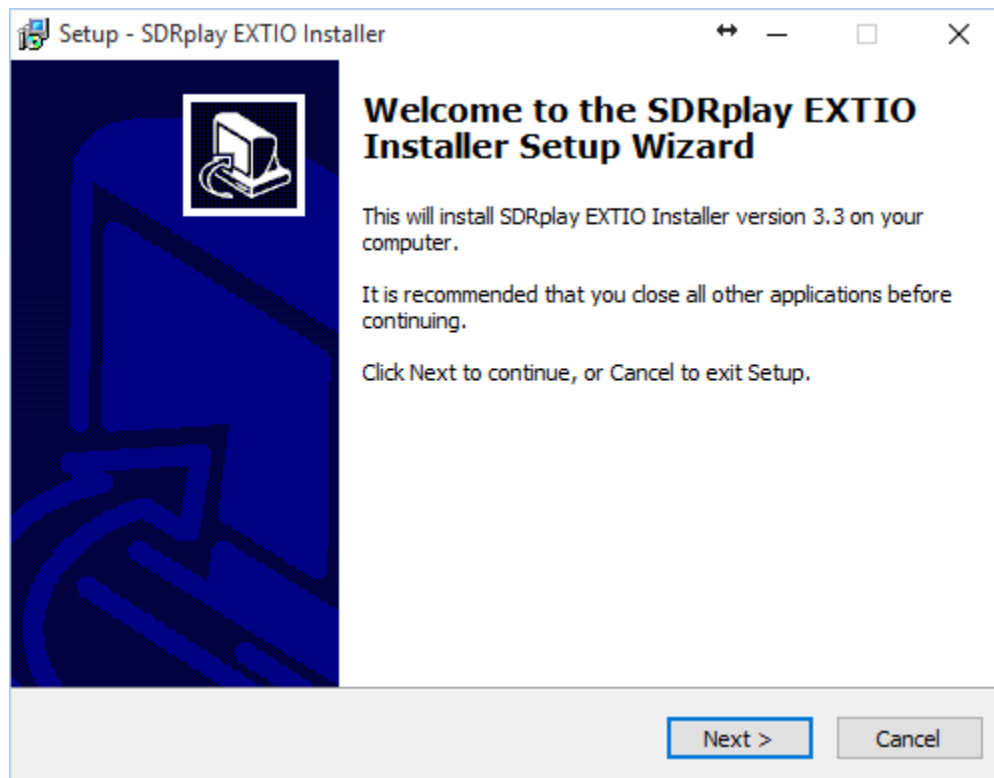 Setup - SDRplay EXTIO Installer
Welcome to the SDRplay EXTIO
Installer Setup Wizard
This will install SDRplay EXTIO Installer version 3.3 on your
computer.
It is recommended that you close all other applications before
continuing.
Click Next to continue, or Cancel to exit Setup.
Next >
Cancel